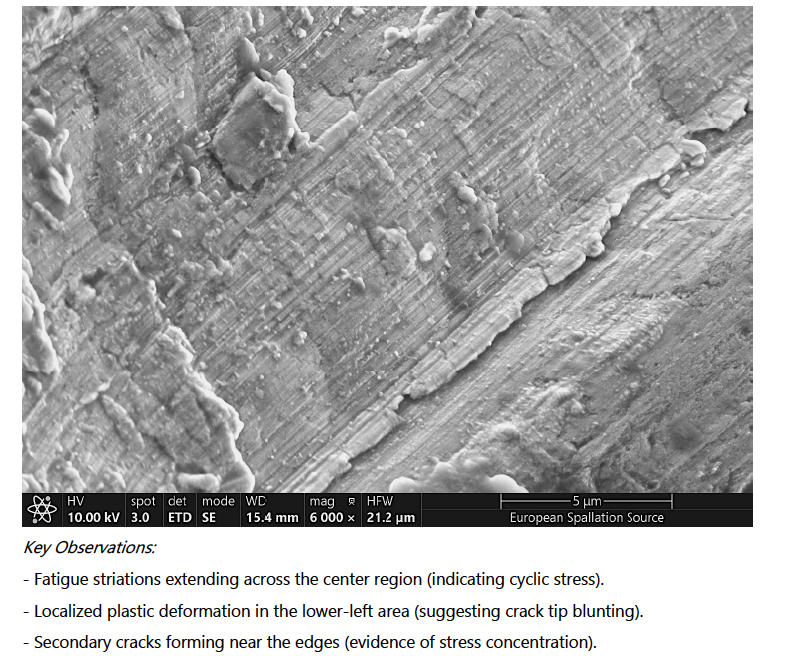 HV spot det mode WD mag HFW 5 µm
10.00 kV 3.0 ETD SE 15.4 mm 6 000 x 21.2 µm European Spallation Source
Key Observations:
- Fatigue striations extending across the center region (indicating cyclic stress).
- Localized plastic deformation in the lower-left area (suggesting crack tip blunting).
- Secondary cracks forming near the edges (evidence of stress concentration).